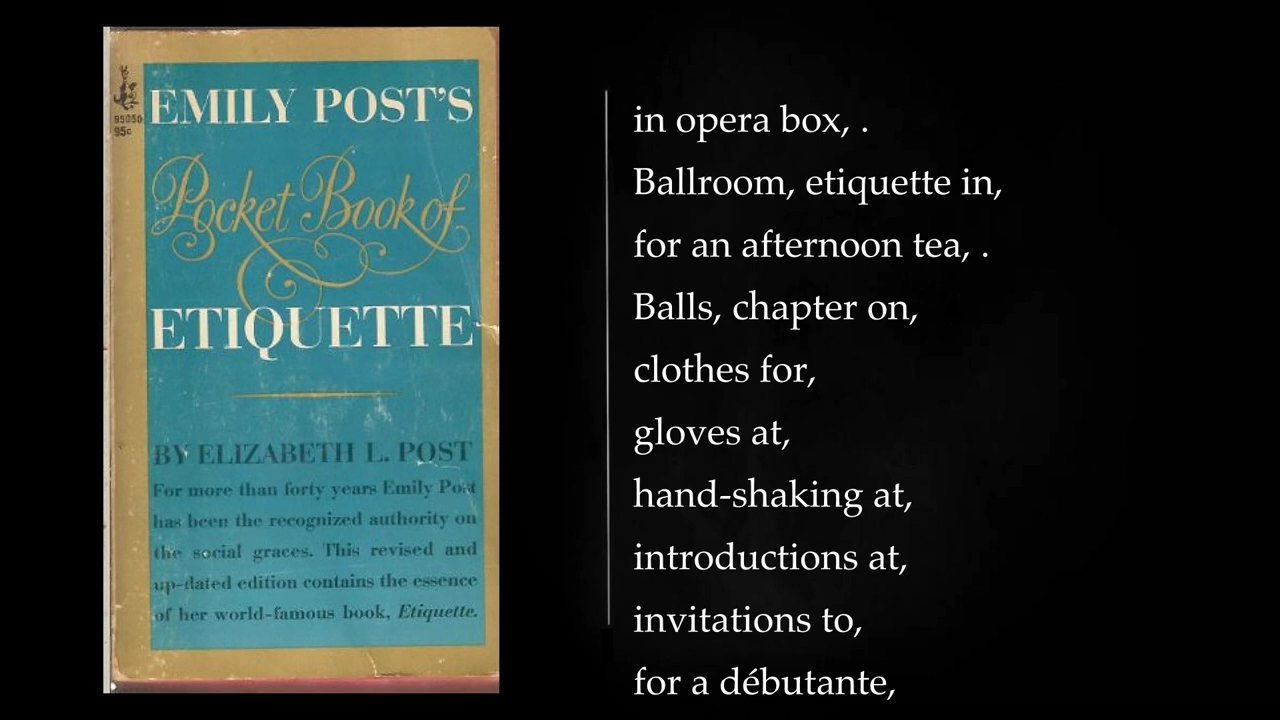 EMILY POST'S
Pocket Book of
ETIQUETTE
95050
95c
BY ELIZABETH L. POST
For more than forty years Emily Post
has been the recognized authority on
the social graces. This revised and
up-dated edition contains the essence
of her world-famous book, Etiquette.
in opera box, .
Ballroom, etiquette in,
for an afternoon tea, .
Balls, chapter on,
clothes for,
gloves at,
hand-shaking at,
introductions at,
invitations to,
for a débutante,